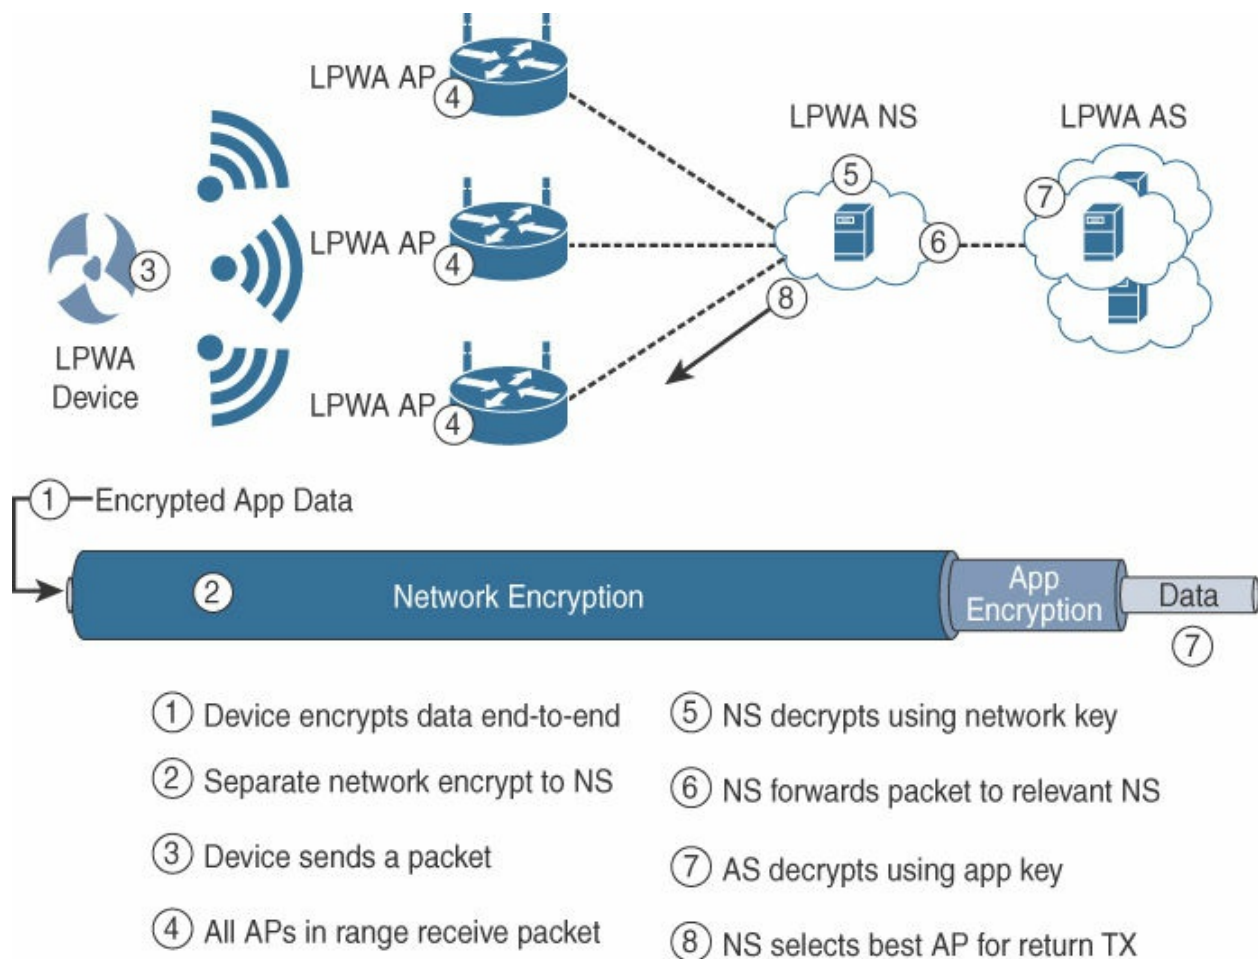 LPWA AP
4
LPWA NS
LPWA AS
5
7
LPWA AP
3
4
6
8
LPWA
Device
LPWA AP
4
1 Encrypted App Data
2 Network Encryption
App
Encryption
Data
7
1 Device encrypts data end-to-end
2 Separate network encrypt to NS
3 Device sends a packet
4 All APs in range receive packet
5 NS decrypts using network key
6 NS forwards packet to relevant NS
7 AS decrypts using app key
8 NS selects best AP for return TX